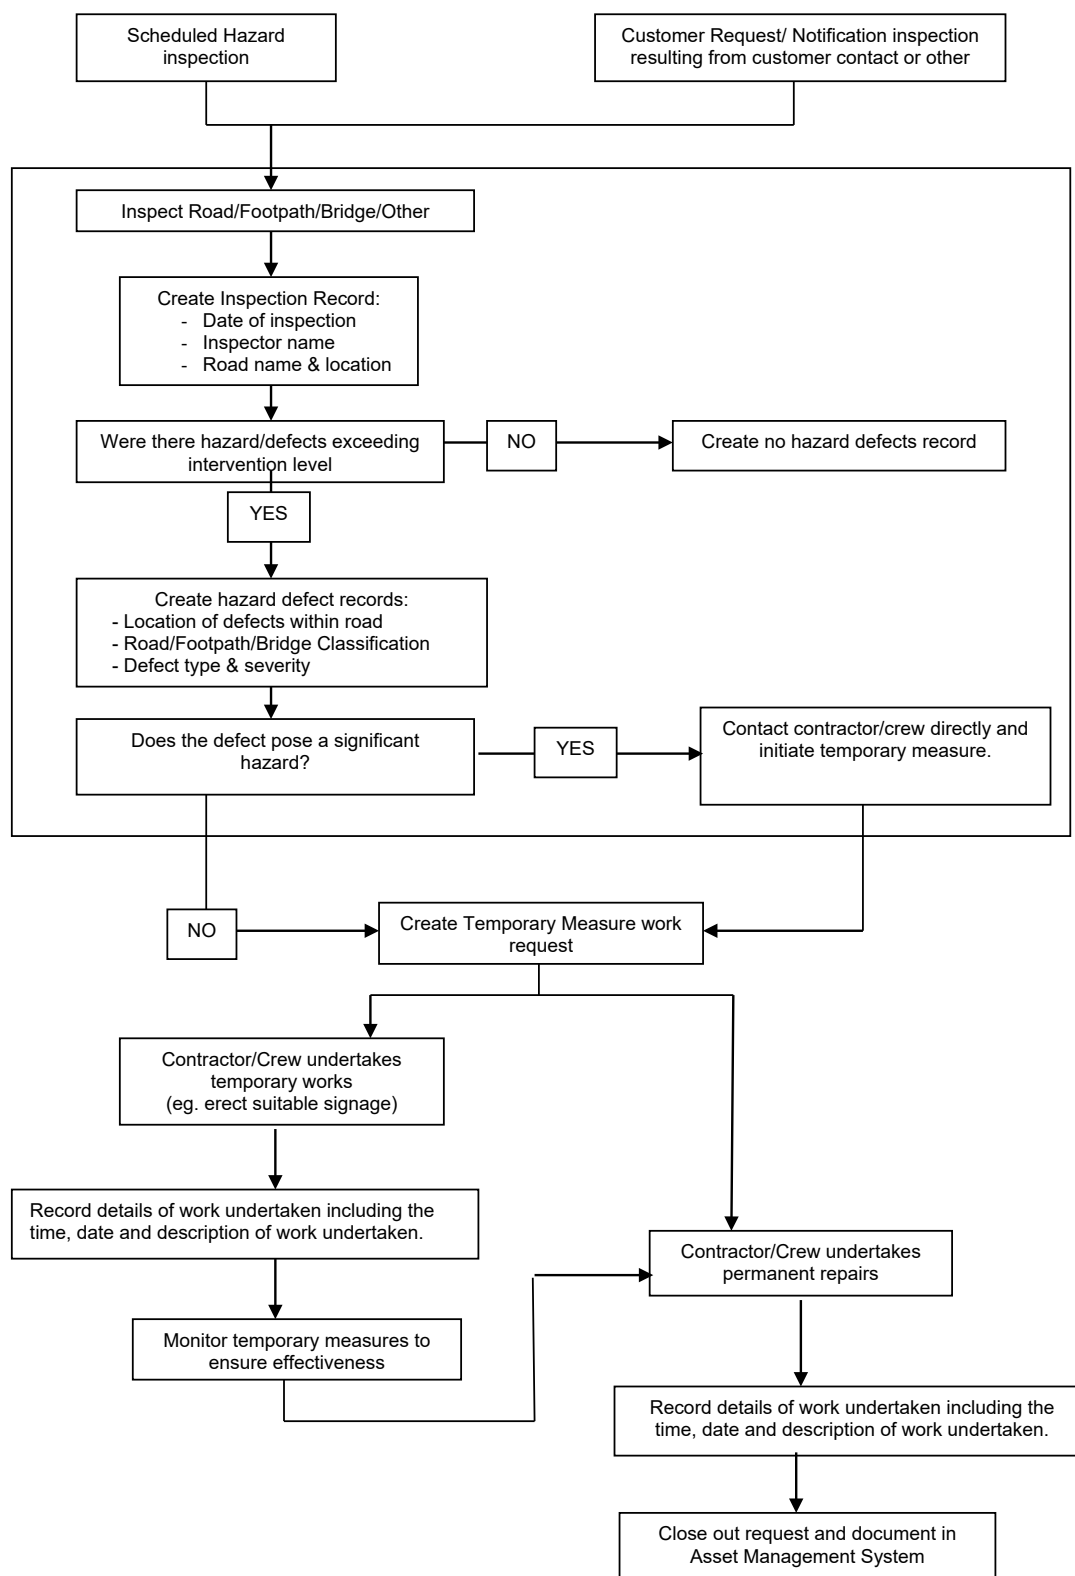 Scheduled Hazard
inspection
Customer Request/ Notification inspection
resulting from customer contact or other
Inspect Road/Footpath/Bridge/Other
Create Inspection Record:
- Date of inspection
- Inspector name
- Road name & location
Were there hazard/defects exceeding
intervention level
NO
Create no hazard defects record
YES
Create hazard defect records:
- Location of defects within road
- Road/Footpath/Bridge Classification
- Defect type & severity
Does the defect pose a significant
hazard?
YES
Contact contractor/crew directly and
initiate temporary measure.
NO
Create Temporary Measure work
request
Contractor/Crew undertakes
temporary works
(eg. erect suitable signage)
Record details of work undertaken including the
time, date and description of work undertaken.
Monitor temporary measures to
ensure effectiveness
Contractor/Crew undertakes
permanent repairs
Record details of work undertaken including the
time, date and description of work undertaken.
Close out request and document in
Asset Management System